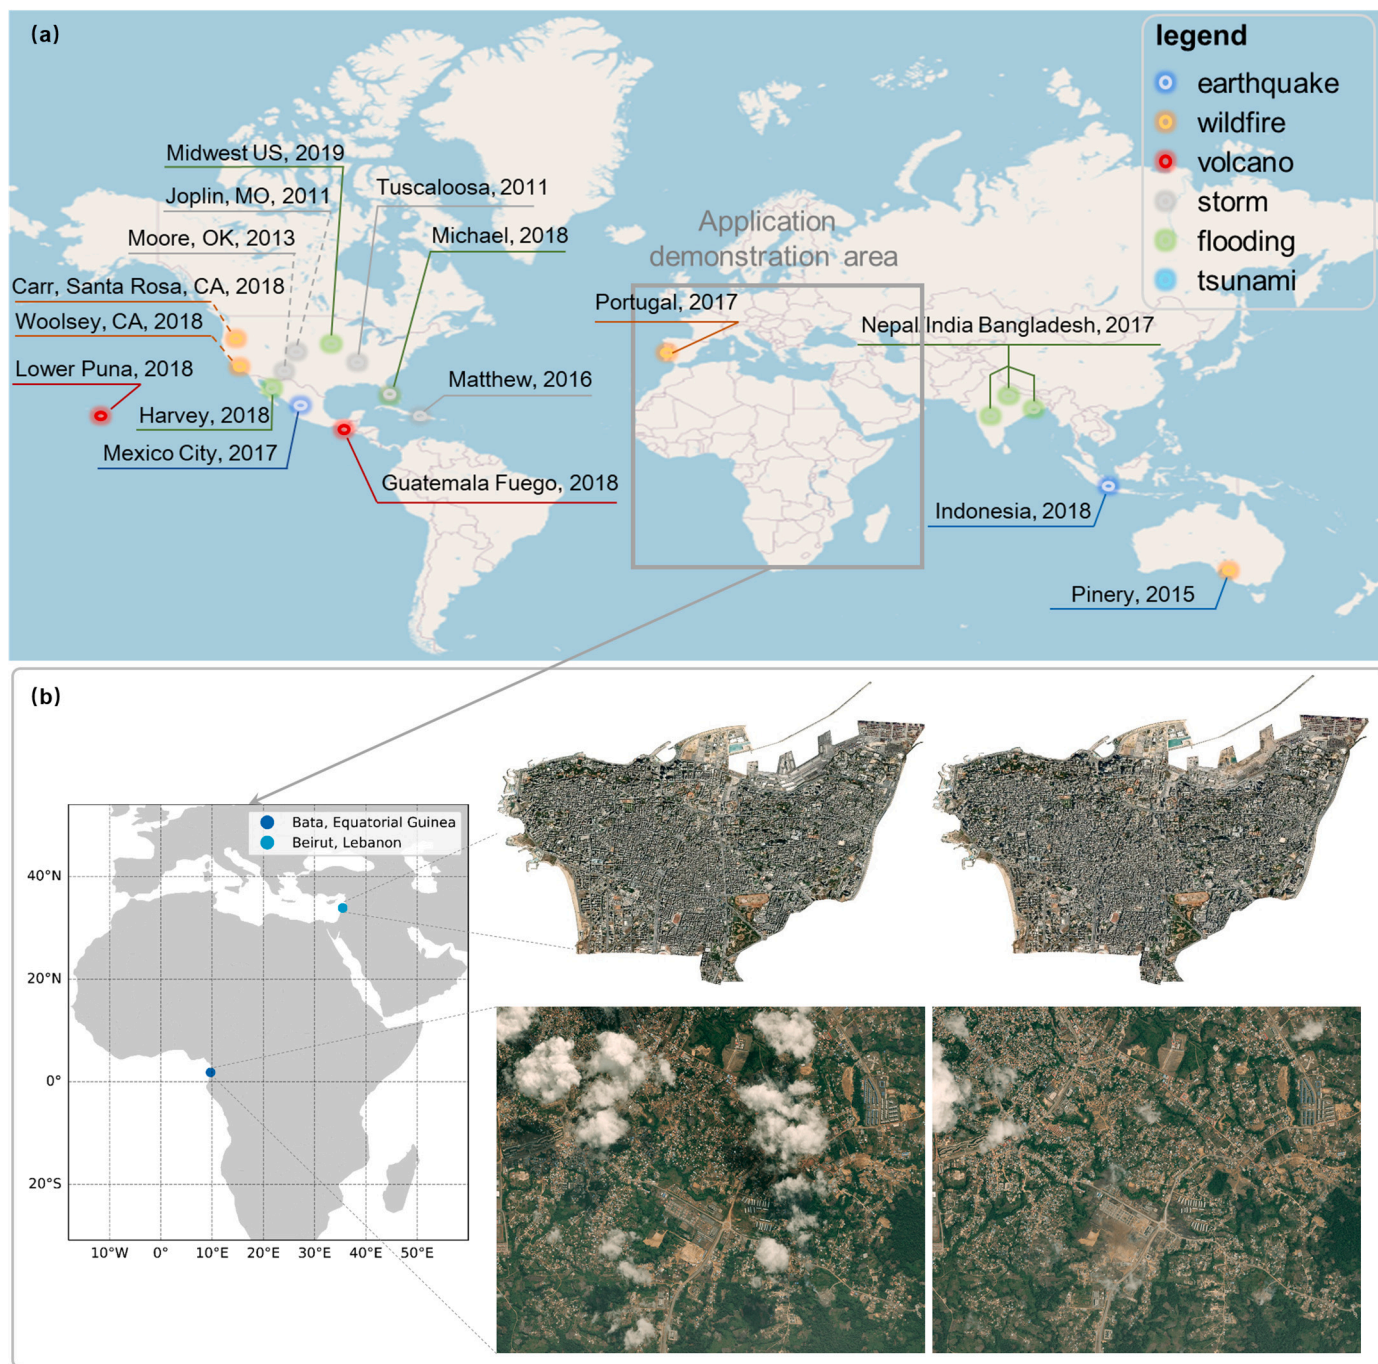 (a)
legend
earthquake
wildfire
volcano
storm
flooding
tsunami
Midwest US, 2019
Joplin, MO, 2011
Tuscaloosa, 2011
Moore, OK, 2013
Michael, 2018
Application
demonstration area
Carr, Santa Rosa, CA, 2018
Portugal, 2017
Woolsey, CA, 2018
Nepal India Bangladesh, 2017
Lower Puna, 2018
Matthew, 2016
Harvey, 2018
Mexico City, 2017
Guatemala Fuego, 2018
Indonesia, 2018
Pinery, 2015
(b)
Bata, Equatorial Guinea
Beirut, Lebanon
40°N
20°N
0°
20°S
10°W 0° 10°E 20°E 30°E 40°E 50°E